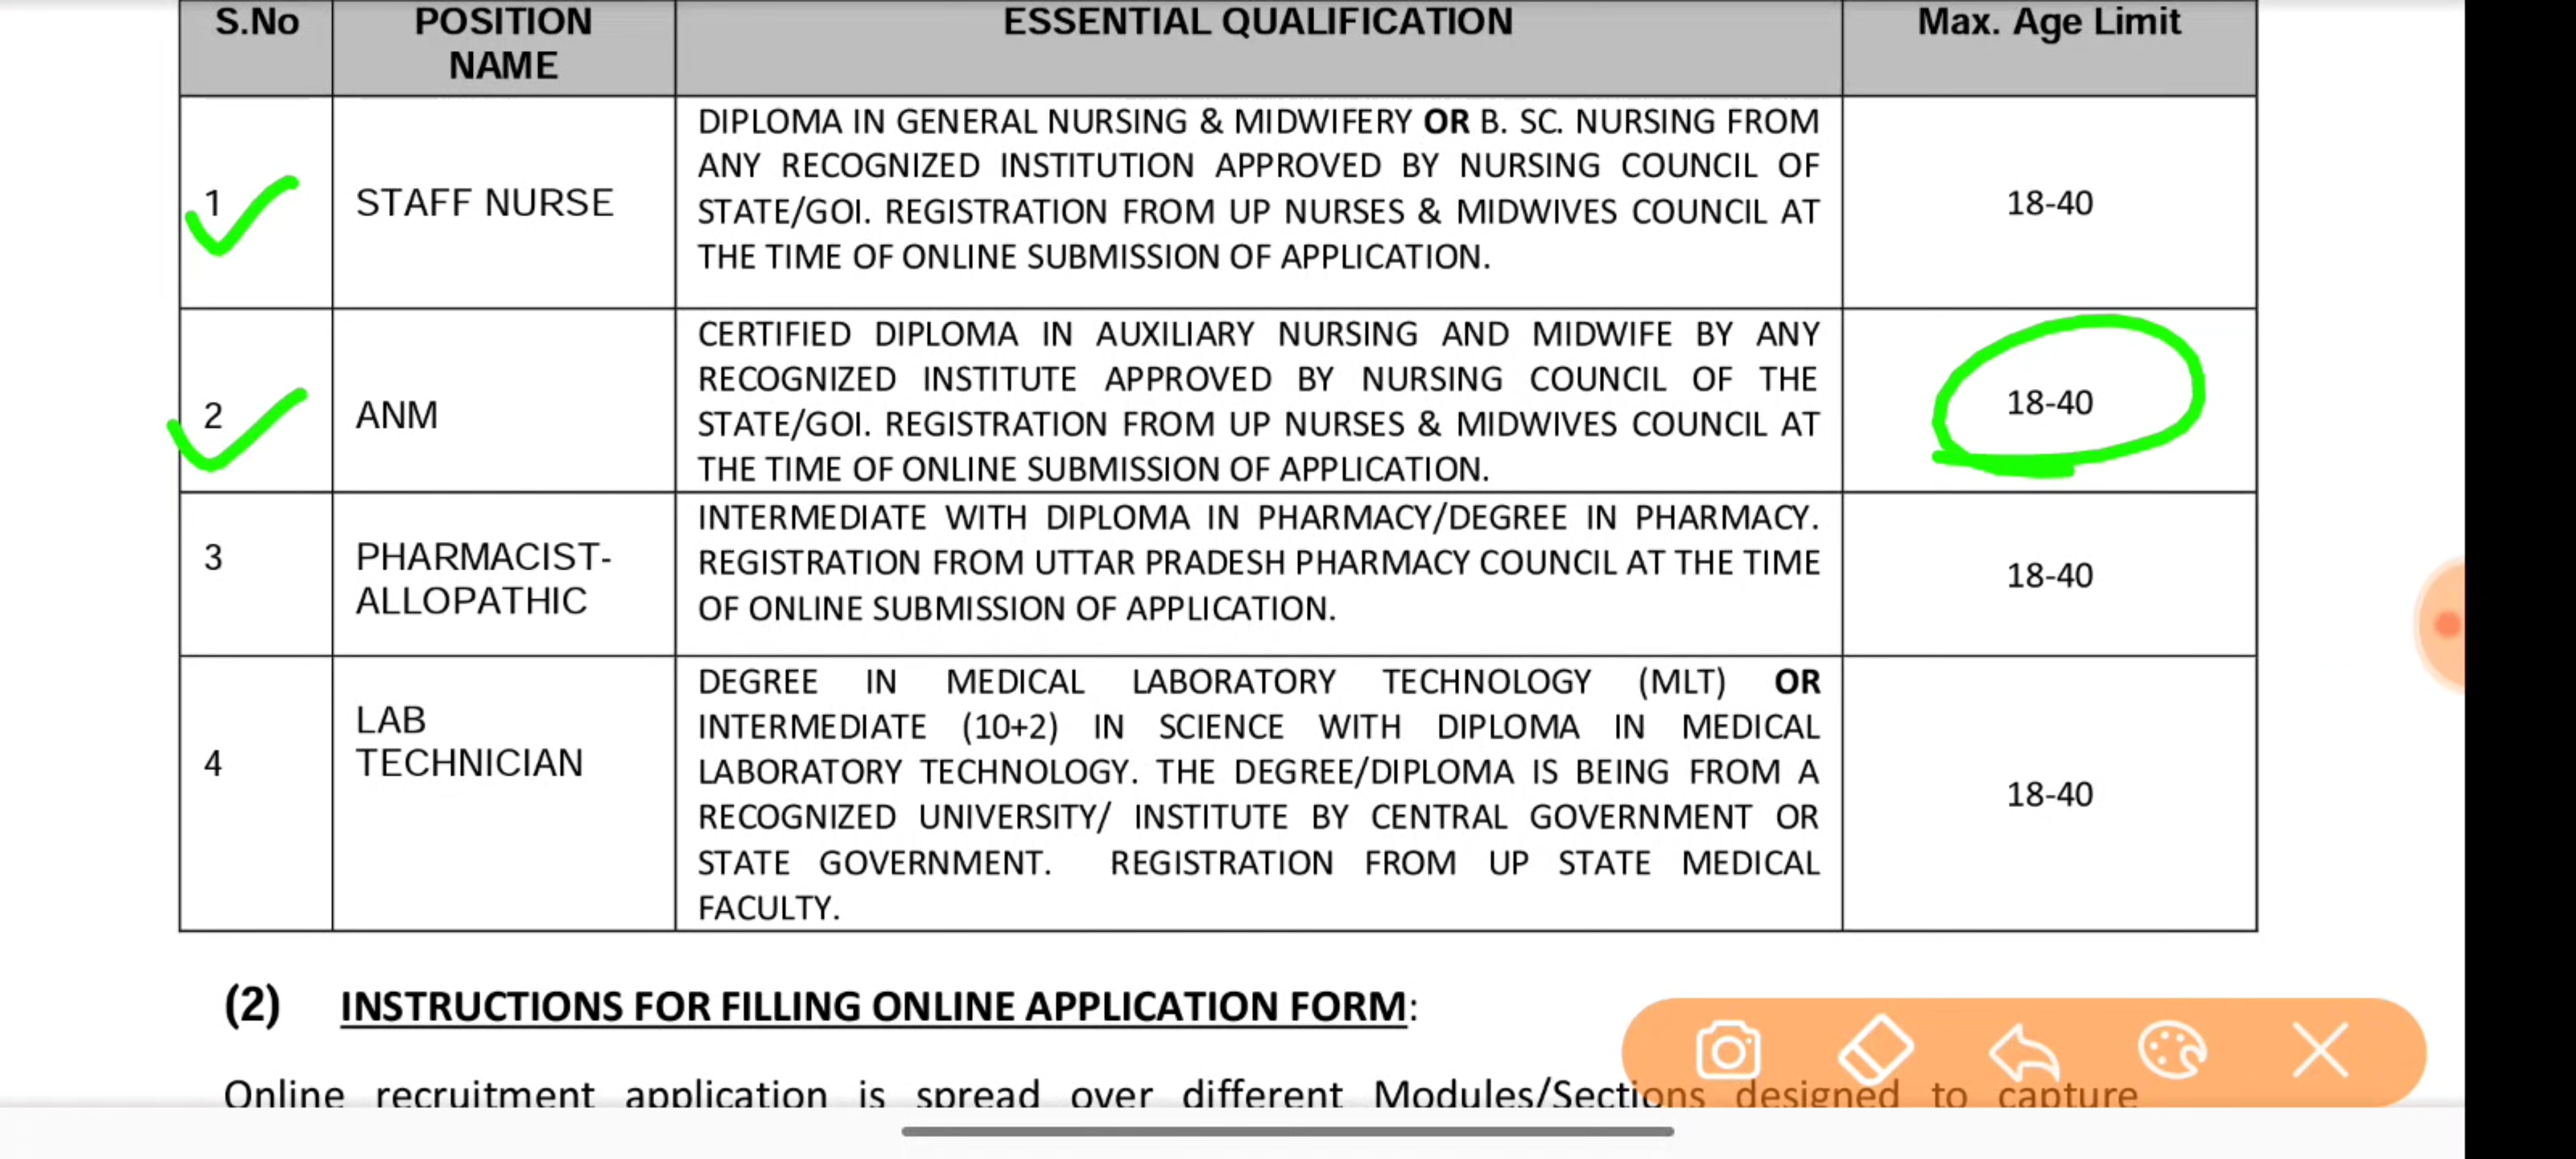 S.No
POSITION
NAME
ESSENTIAL QUALIFICATION
Max. Age Limit
1
STAFF NURSE
DIPLOMA IN GENERAL NURSING & MIDWIFERY OR B. SC. NURSING FROM
ANY RECOGNIZED INSTITUTION APPROVED BY NURSING COUNCIL OF
STATE/GOI. REGISTRATION FROM UP NURSES & MIDWIVES COUNCIL AT
THE TIME OF ONLINE SUBMISSION OF APPLICATION.
18-40
2
ANM
CERTIFIED DIPLOMA IN AUXILIARY NURSING AND MIDWIFE BY ANY
RECOGNIZED INSTITUTE APPROVED BY NURSING COUNCIL OF THE
STATE/GOI. REGISTRATION FROM UP NURSES & MIDWIVES COUNCIL AT
THE TIME OF ONLINE SUBMISSION OF APPLICATION.
18-40
3
PHARMACIST-
ALLOPATHIC
INTERMEDIATE WITH DIPLOMA IN PHARMACY/DEGREE IN PHARMACY.
REGISTRATION FROM UTTAR PRADESH PHARMACY COUNCIL AT THE TIME
OF ONLINE SUBMISSION OF APPLICATION.
18-40
4
LAB
TECHNICIAN
DEGREE IN MEDICAL LABORATORY TECHNOLOGY (MLT) OR
INTERMEDIATE (10+2) IN SCIENCE WITH DIPLOMA IN MEDICAL
LABORATORY TECHNOLOGY. THE DEGREE/DIPLOMA IS BEING FROM A
RECOGNIZED UNIVERSITY/ INSTITUTE BY CENTRAL GOVERNMENT OR
STATE GOVERNMENT. REGISTRATION FROM UP STATE MEDICAL
FACULTY.
18-40
(2) INSTRUCTIONS FOR FILLING ONLINE APPLICATION FORM:
Online recruitment application is spread over different Modules/Sections designed to capture